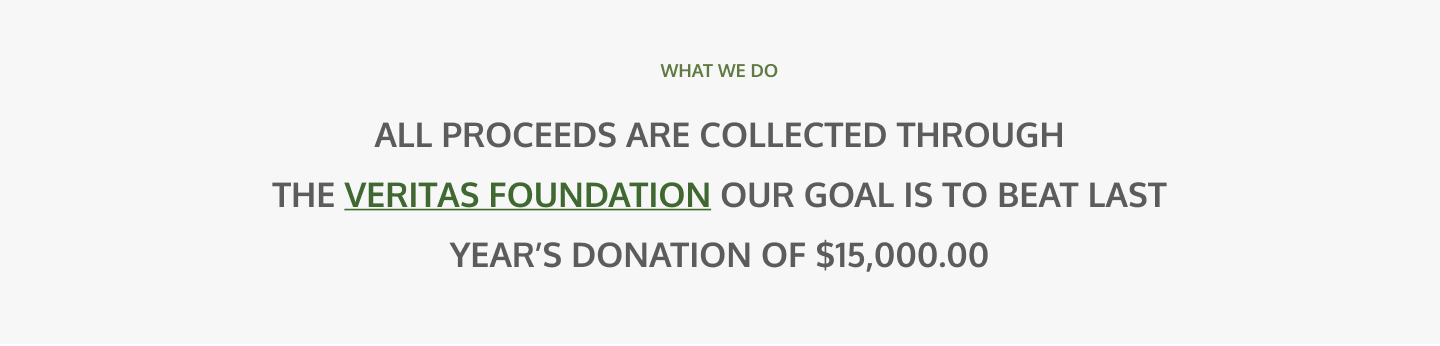 WHAT WE DO
ALL PROCEEDS ARE COLLECTED THROUGH
THE VERITAS FOUNDATION OUR GOAL IS TO BEAT LAST
YEAR’S DONATION OF $15,000.00